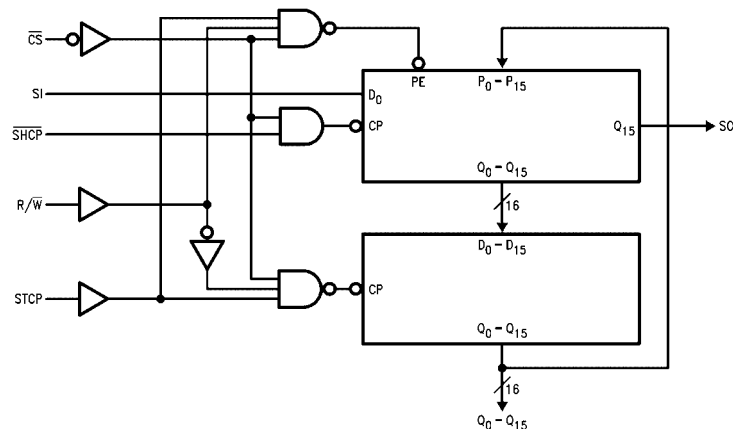 CS
PE
P0 – P15
SI
D0
SHCP
CP
Q15
SO
Q0 – Q15
R/W
16
D0 – D15
STCP
CP
Q0 – Q15
16
Q0 – Q15